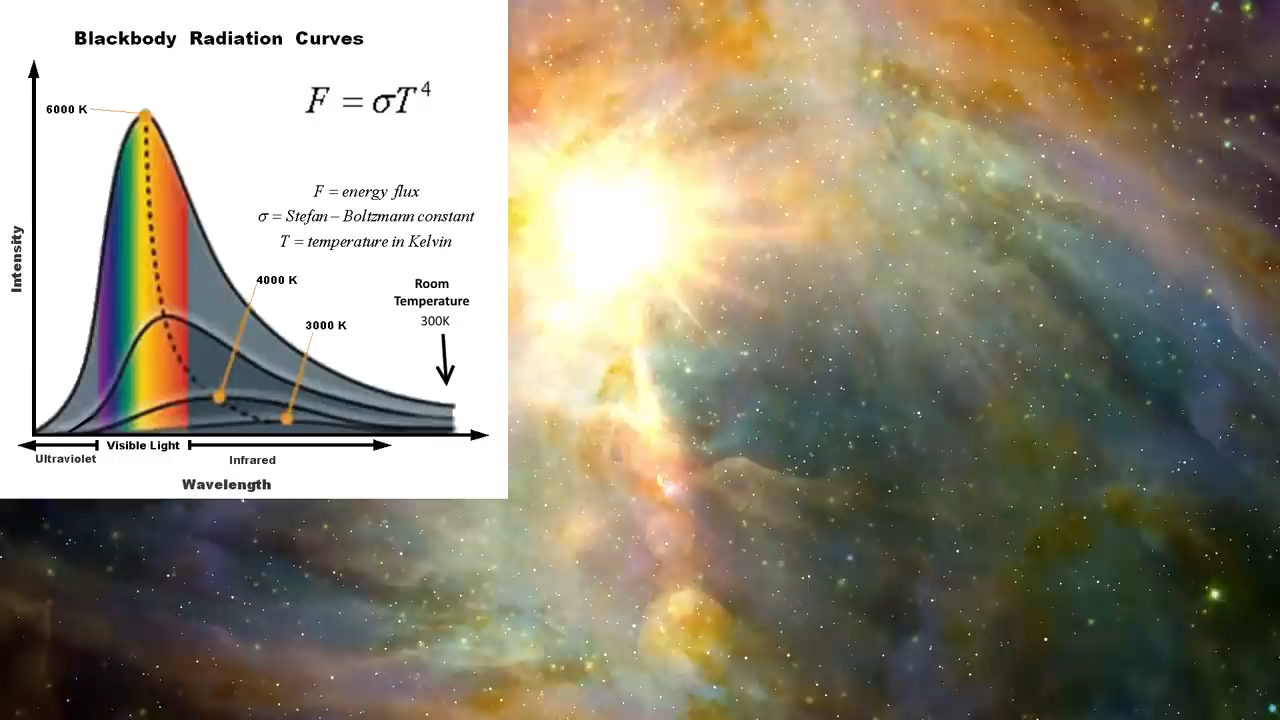 Blackbody Radiation Curves
F = σT⁴
6000 K
F = energy flux
σ = Stefan – Boltzmann constant
T = temperature in Kelvin
4000 K
Room
Temperature
300K
3000 K
Intensity
Visible Light
Ultraviolet
Infrared
Wavelength